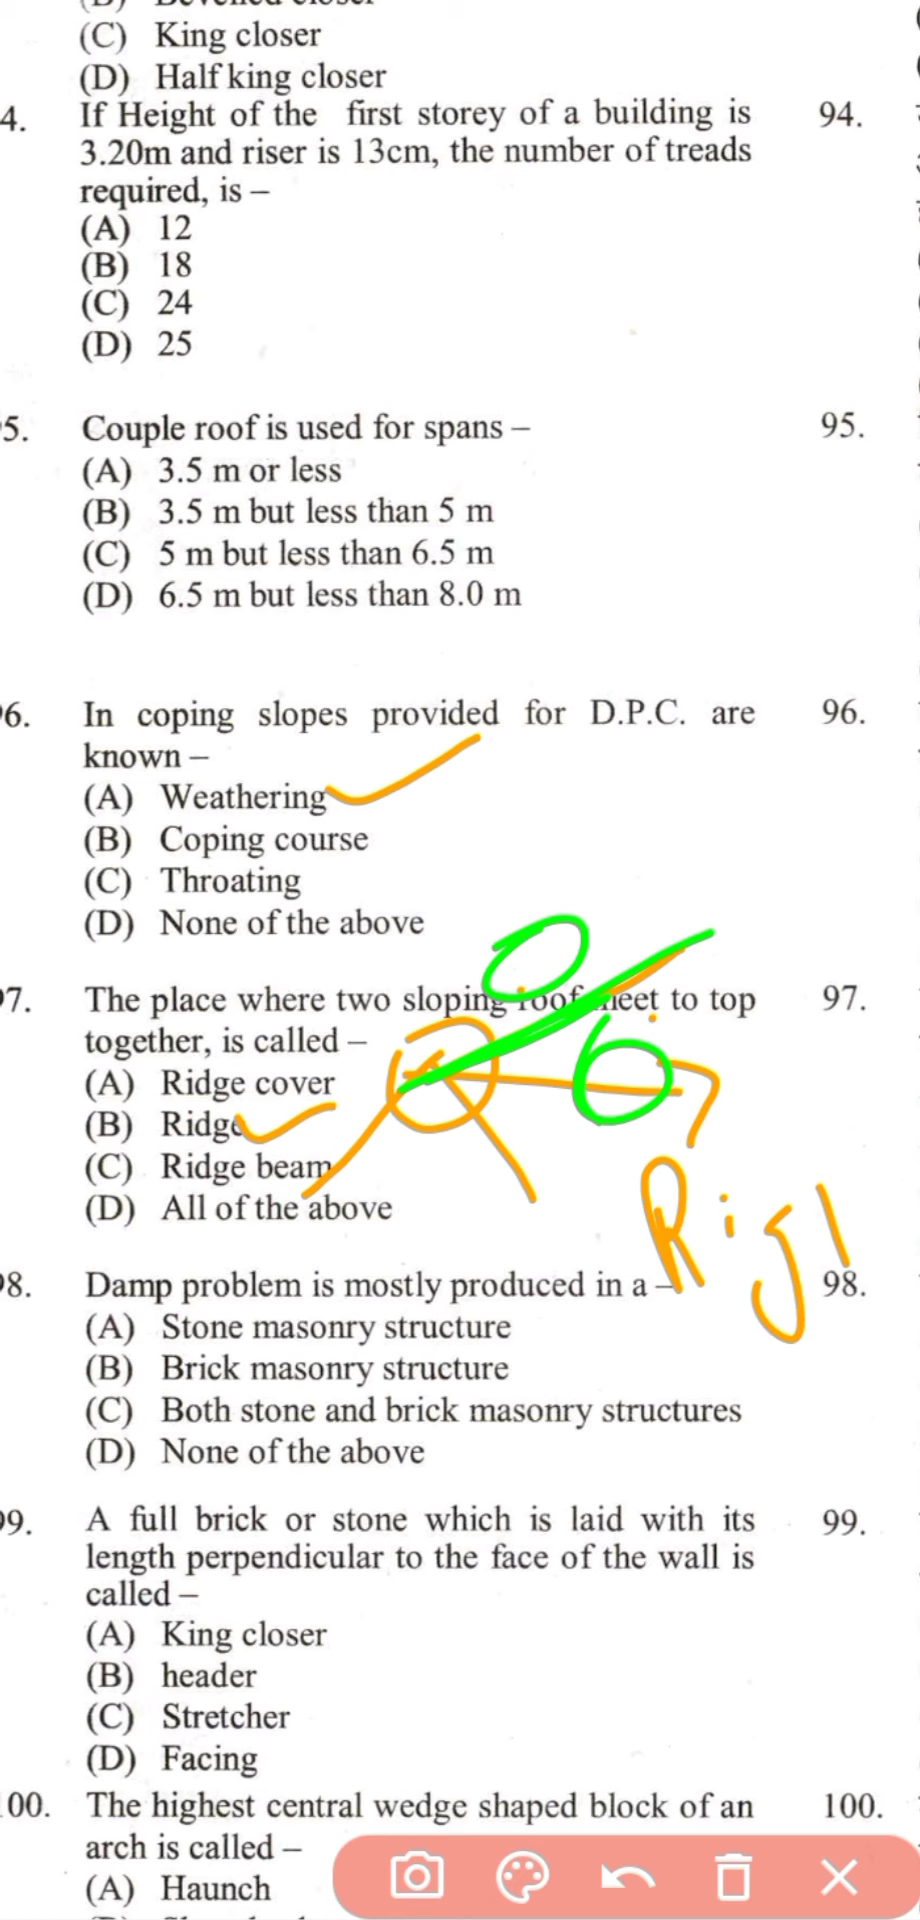 (C) King closer
(D) Half king closer
4. If Height of the first storey of a building is 94.
3.20m and riser is 13cm, the number of treads
required, is –
(A) 12
(B) 18
(C) 24
(D) 25
5. Couple roof is used for spans – 95.
(A) 3.5 m or less
(B) 3.5 m but less than 5 m
(C) 5 m but less than 6.5 m
(D) 6.5 m but less than 8.0 m
96. In coping slopes provided for D.P.C. are 96.
known –
(A) Weathering
(B) Coping course
(C) Throating
(D) None of the above
97. The place where two sloping roof meet to top 97.
together, is called –
(A) Ridge cover
(B) Ridge
(C) Ridge beam
(D) All of the above
98. Damp problem is mostly produced in a – 98.
(A) Stone masonry structure
(B) Brick masonry structure
(C) Both stone and brick masonry structures
(D) None of the above
99. A full brick or stone which is laid with its 99.
length perpendicular to the face of the wall is
called –
(A) King closer
(B) header
(C) Stretcher
(D) Facing
100. The highest central wedge shaped block of an 100.
arch is called –
(A) Haunch